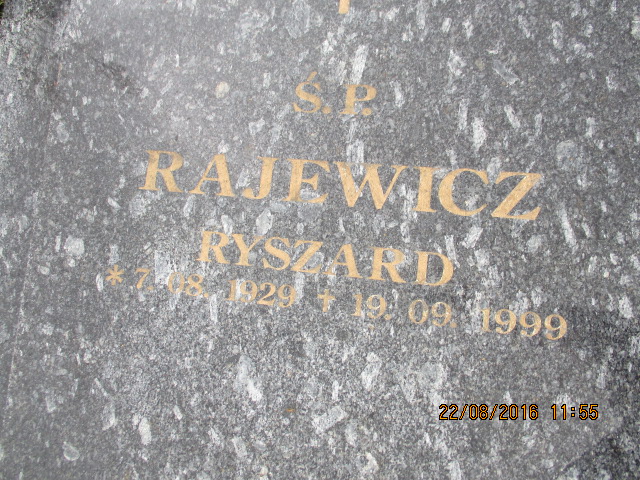 Ś.P.
RAJEWICZ
RYSZARD
*7.08.1929 †19.09.1999
22/08/2016 11:55